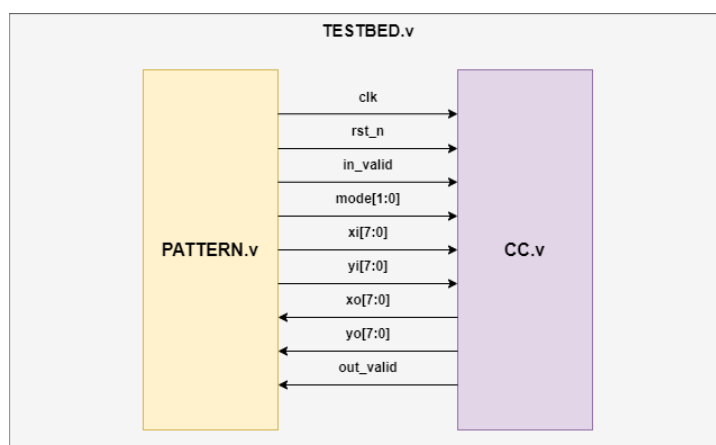 TESTBED.v
PATTERN.v
clk
rst_n
in_valid
mode[1:0]
xi[7:0]
yi[7:0]
xo[7:0]
yo[7:0]
out_valid
CC.v